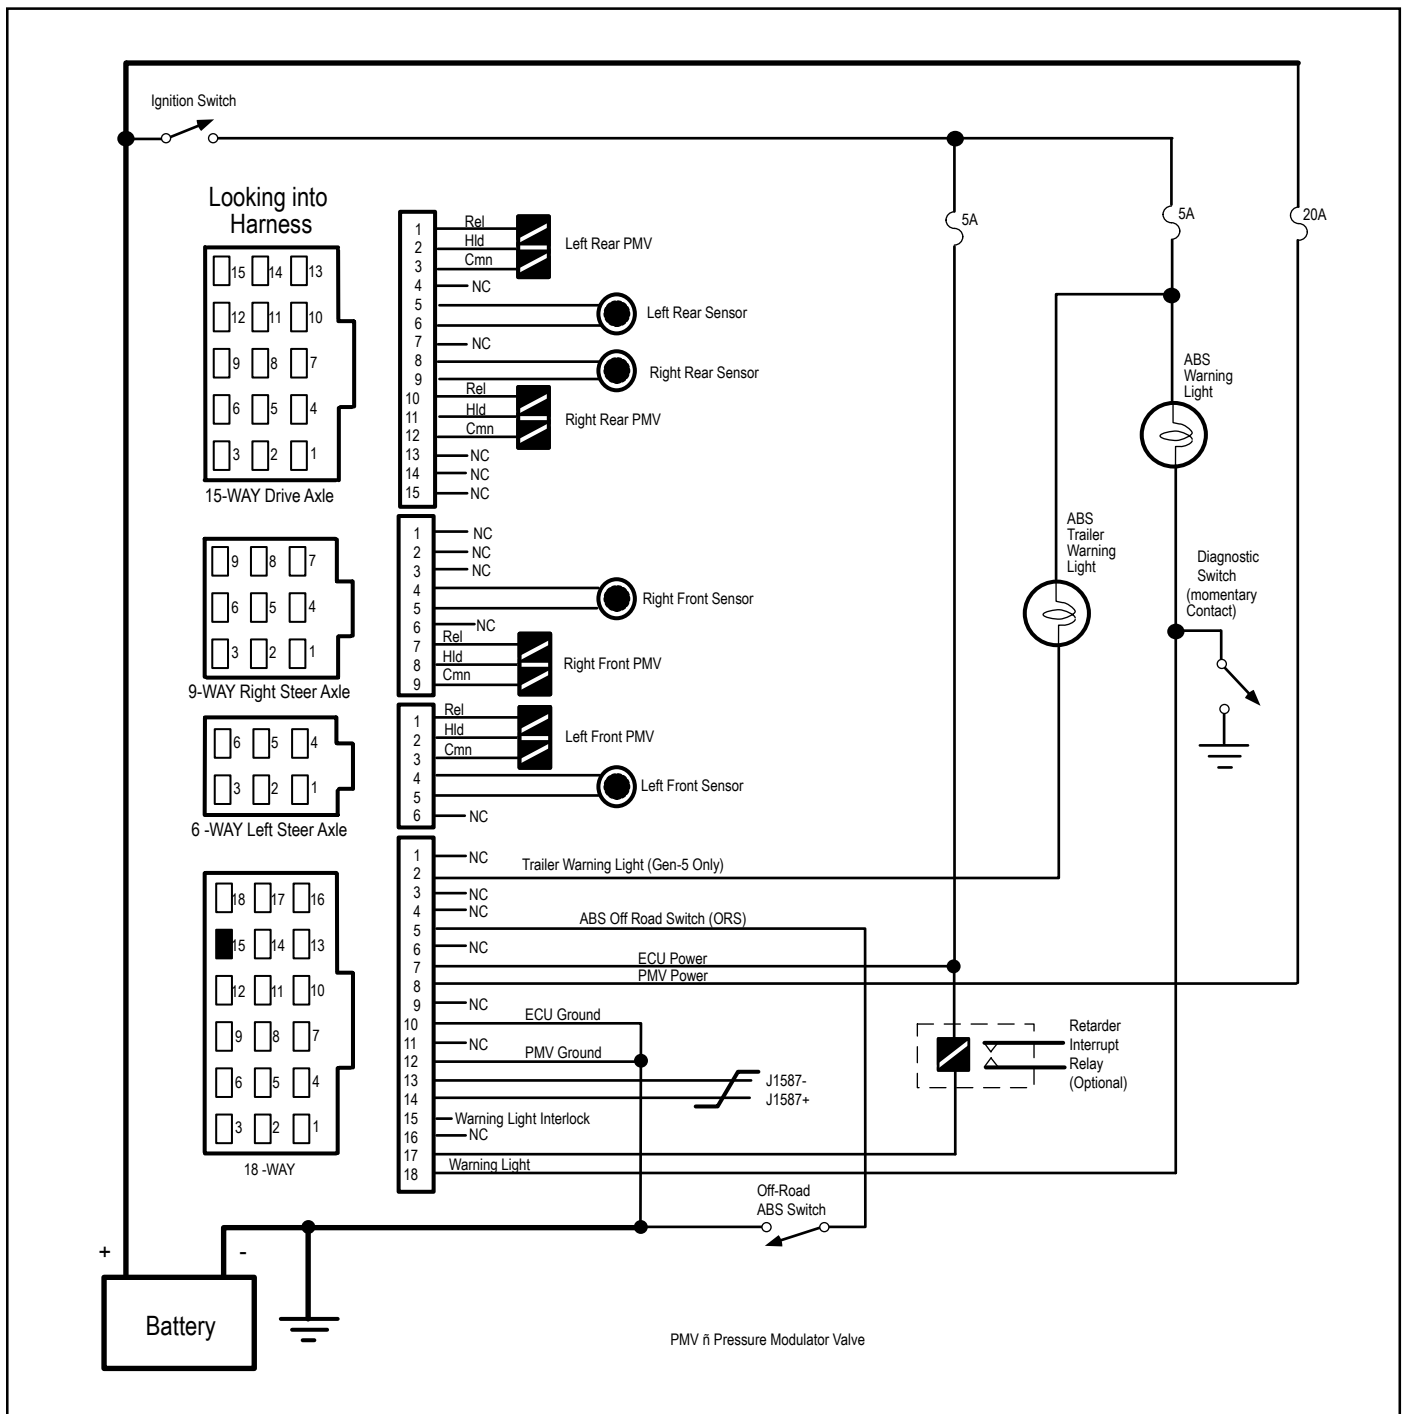 Ignition Switch
Looking into
Harness
15 14 13
12 11 10
9 8 7
6 5 4
3 2 1
15-WAY Drive Axle
9 8 7
6 5 4
3 2 1
9-WAY Right Steer Axle
6 5 4
3 2 1
6 -WAY Left Steer Axle
18 17 16
15 14 13
12 11 10
9 8 7
6 5 4
3 2 1
18 -WAY
1 Rel
2 Hld
3 Cmn
Left Rear PMV
4 NC
5
6
Left Rear Sensor
7 NC
8
9
Right Rear Sensor
10 Rel
11 Hld
12 Cmn
Right Rear PMV
13 NC
14 NC
15 NC
1 NC
2 NC
3 NC
4
5
Right Front Sensor
6 NC
7 Rel
8 Hld
9 Cmn
Right Front PMV
1 Rel
2 Hld
3 Cmn
Left Front PMV
4
5
Left Front Sensor
6 NC
1 NC
2 Trailer Warning Light (Gen-5 Only)
3 NC
4 NC
5 ABS Off Road Switch (ORS)
6 NC
7 ECU Power
8 PMV Power
9 NC
10 ECU Ground
11 NC
12 PMV Ground
13 J1587-
14 J1587+
15 Warning Light Interlock
16 NC
17
18 Warning Light
5A
5A
20A
ABS
Warning
Light
ABS
Trailer
Warning
Light
Diagnostic
Switch
(momentary
Contact)
Retarder
Interrupt
Relay
(Optional)
Off-Road
ABS Switch
+ -
Battery
PMV ñ Pressure Modulator Valve